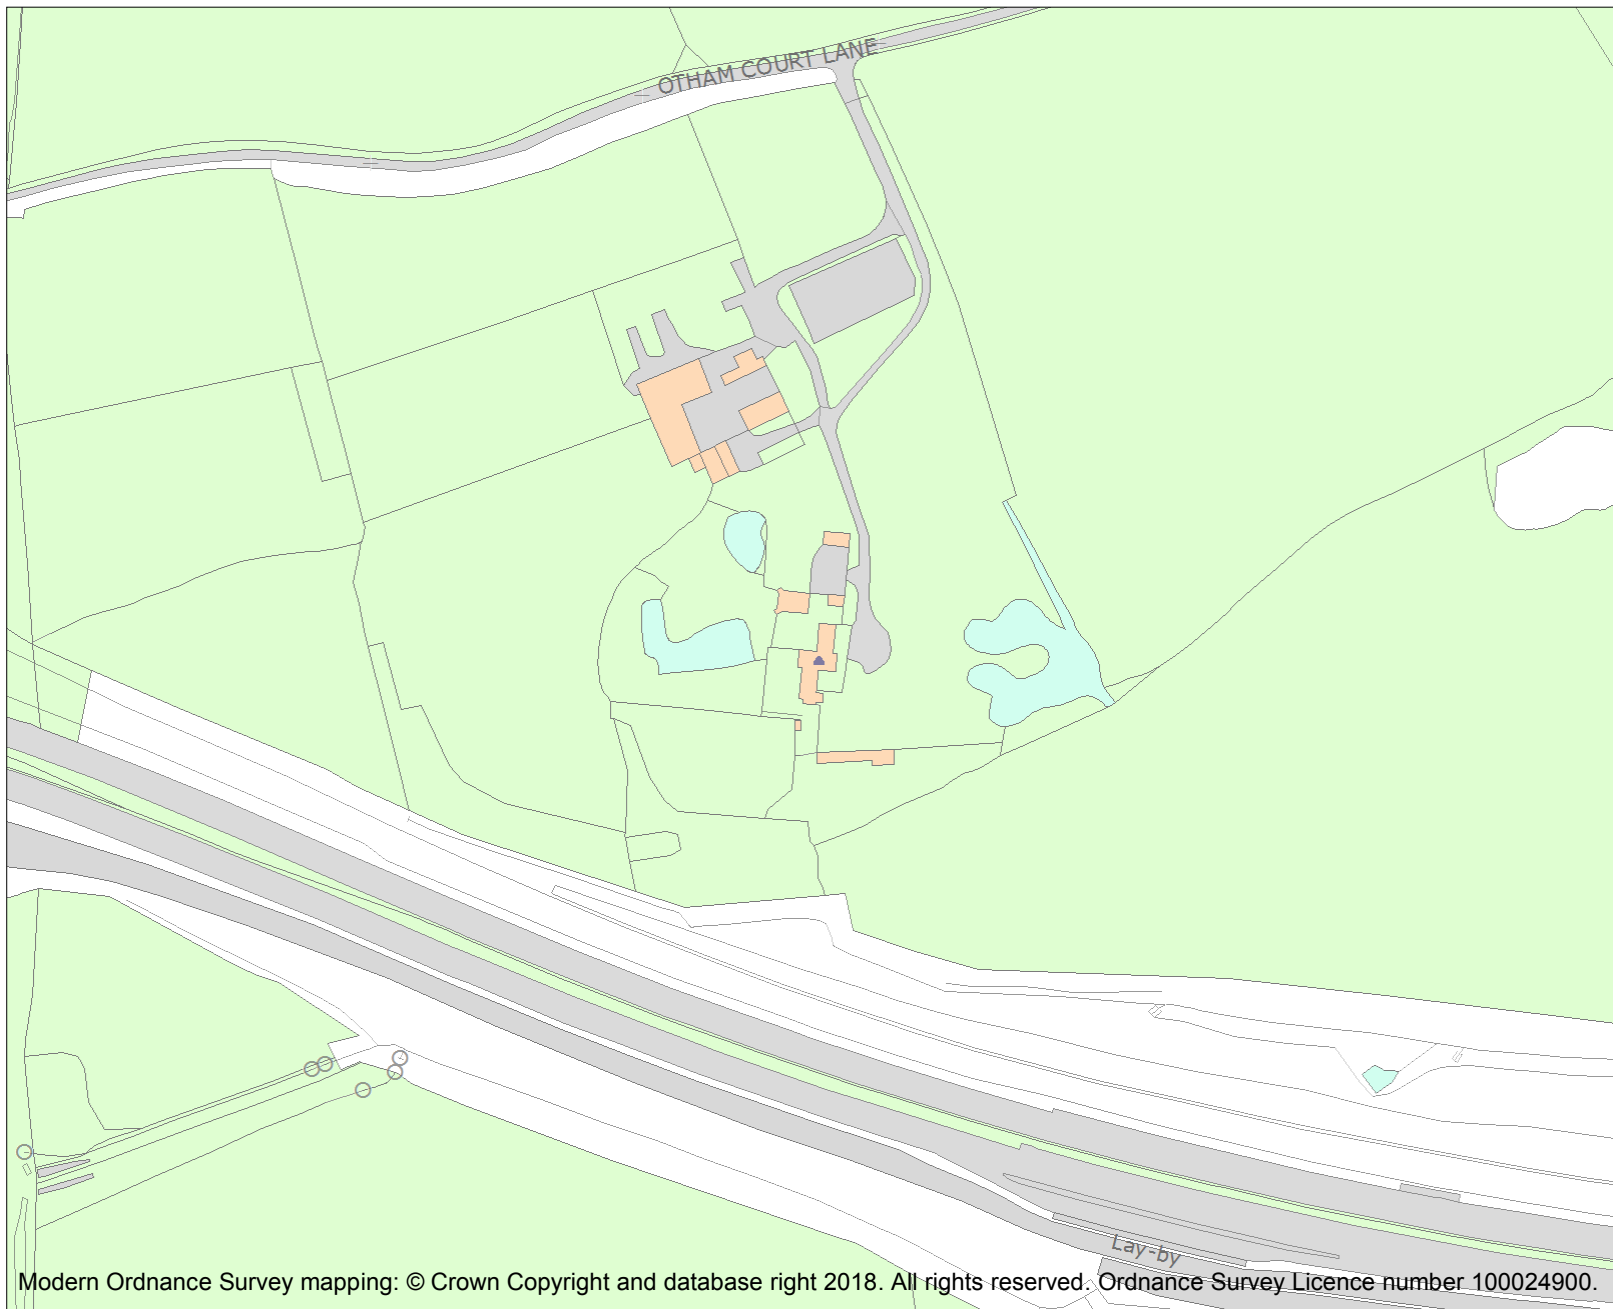 OTHAM COURT LANE
Lay-by
Modern Ordnance Survey mapping: © Crown Copyright and database right 2018. All rights reserved. Ordnance Survey Licence number 100024900.